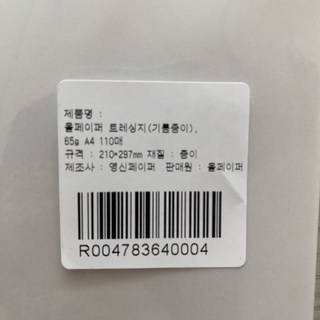 제품명 :
올페이퍼 트레싱지(기름종이),
65g A4 110매
규격 : 210*297mm 재질 : 종이
제조사 : 영신페이퍼 판매원 : 올페이퍼
R004783640004